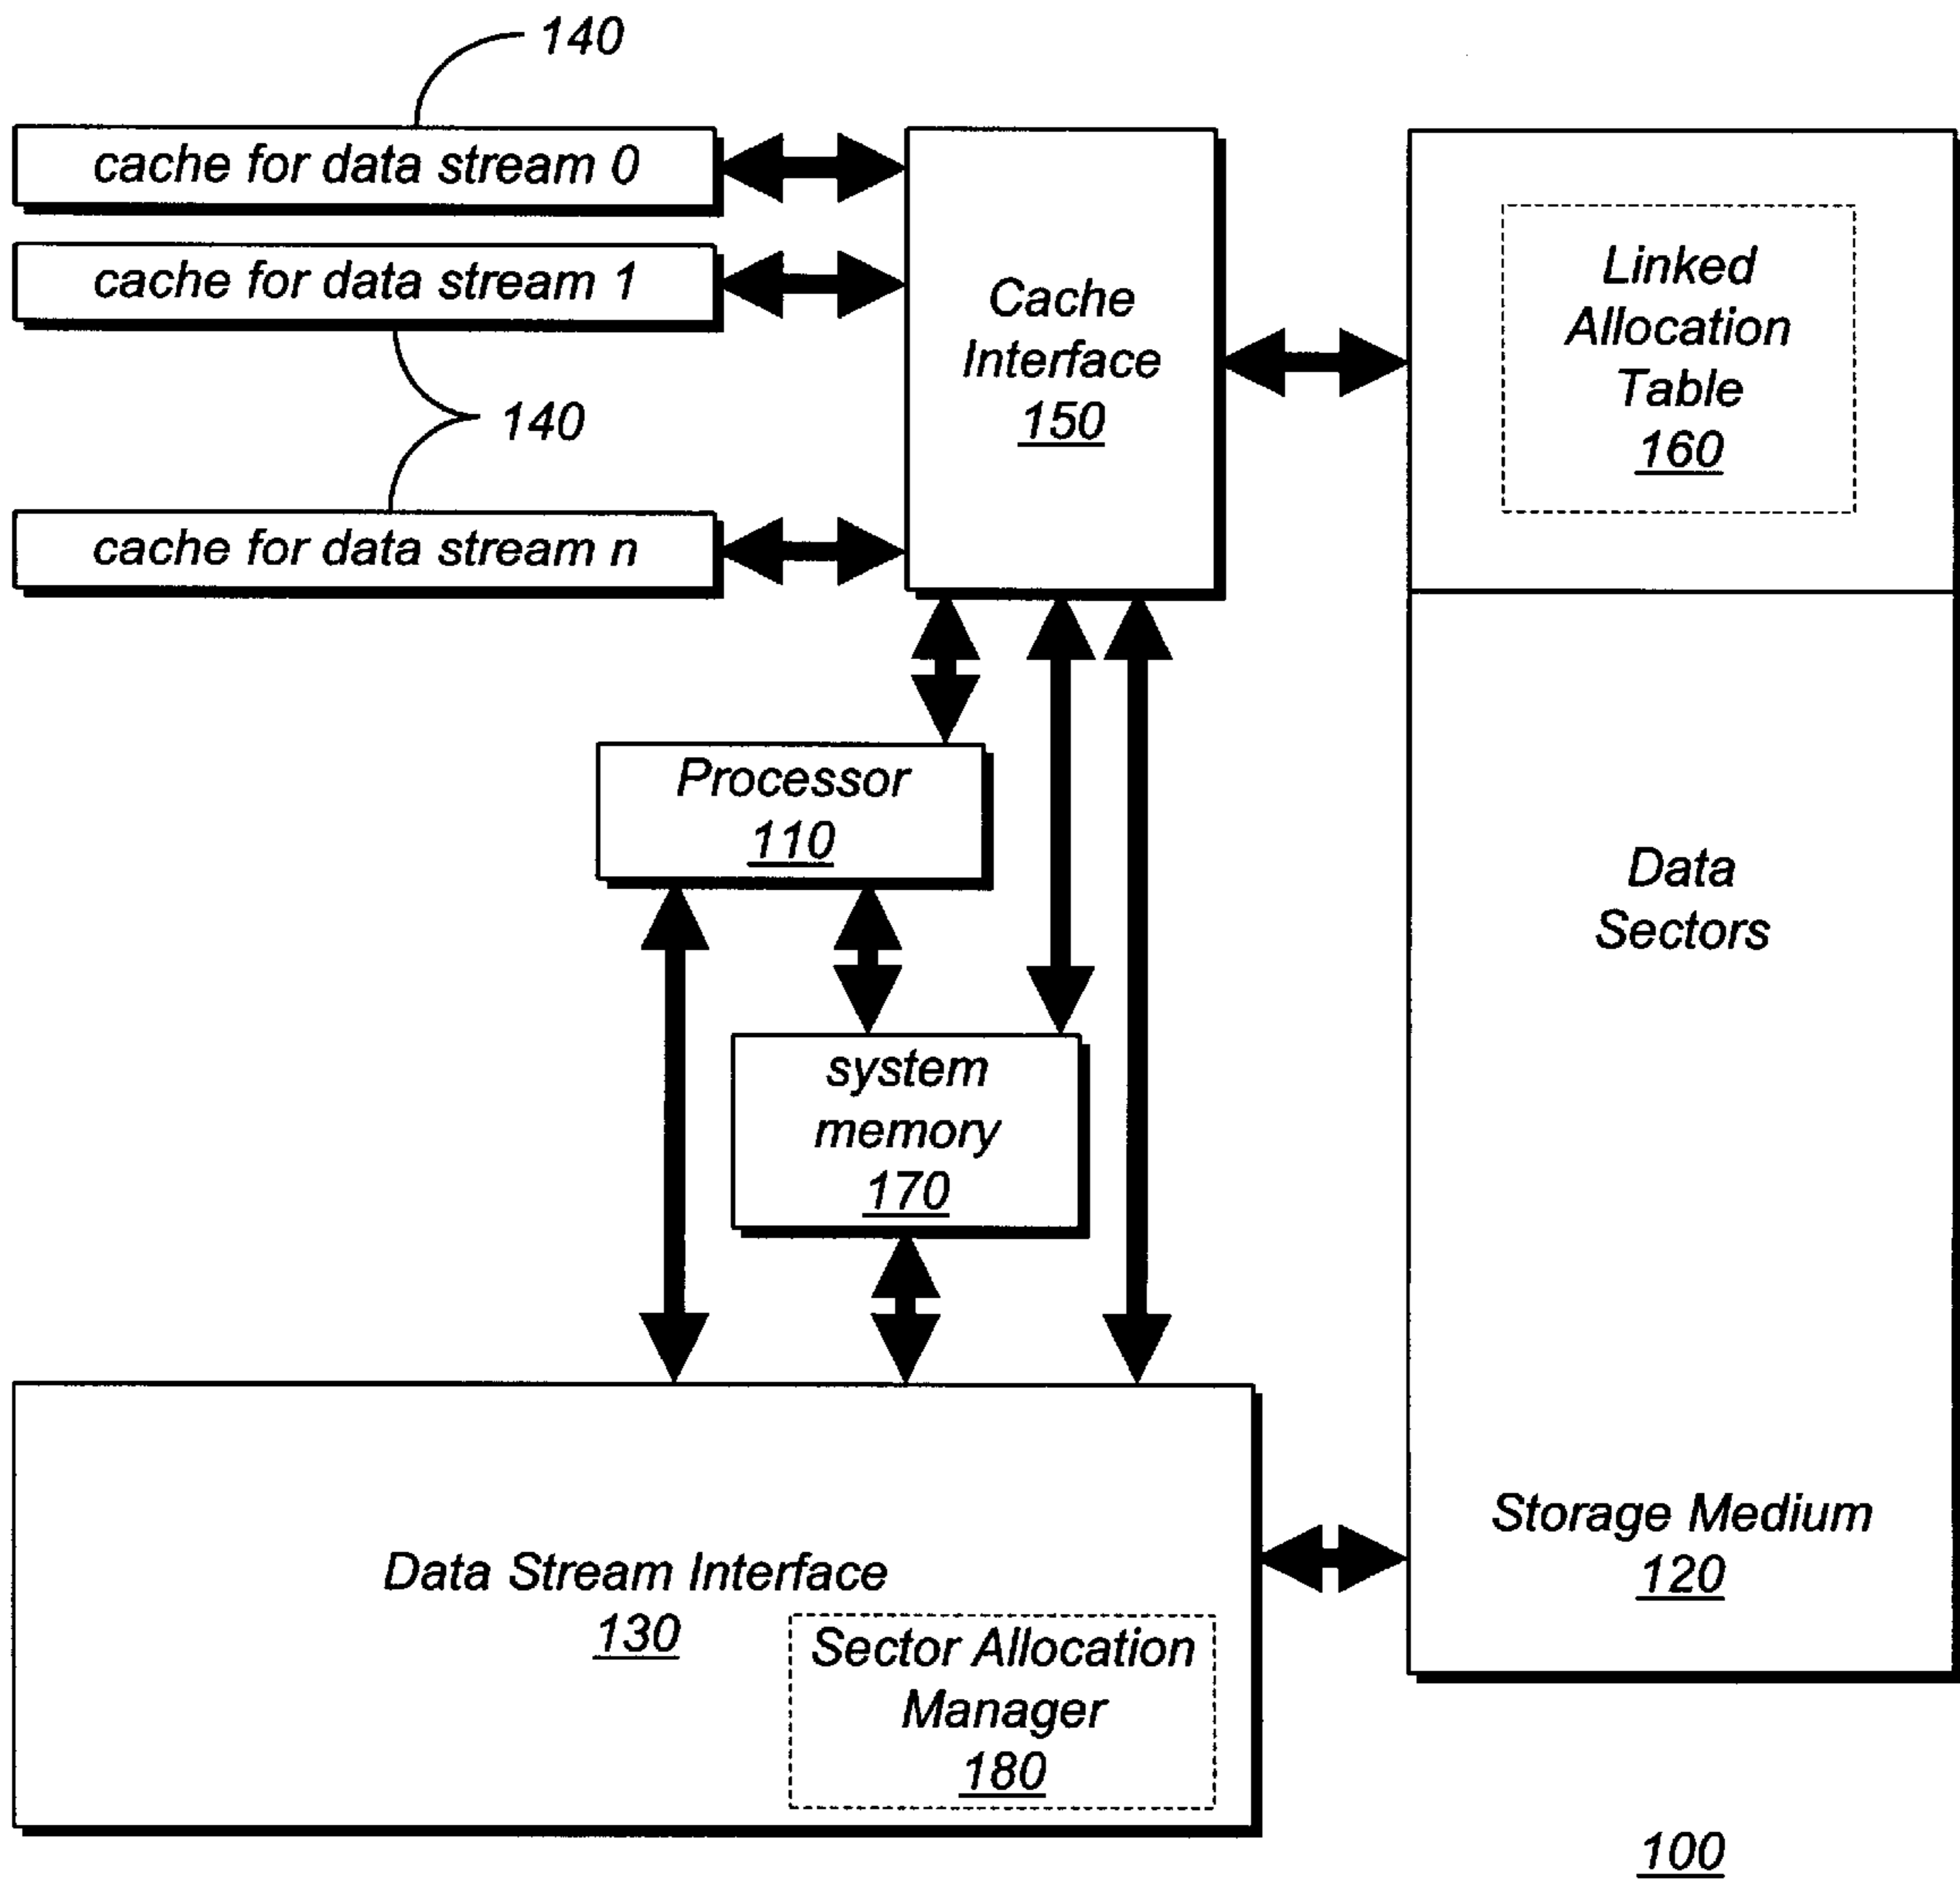 140
cache for data stream 0
cache for data stream 1
140
cache for data stream n
Cache
Interface
150
Linked
Allocation
Table
160
Processor
110
Data
Sectors
system
memory
170
Storage Medium
120
Data Stream Interface
130
Sector Allocation
Manager
180
100